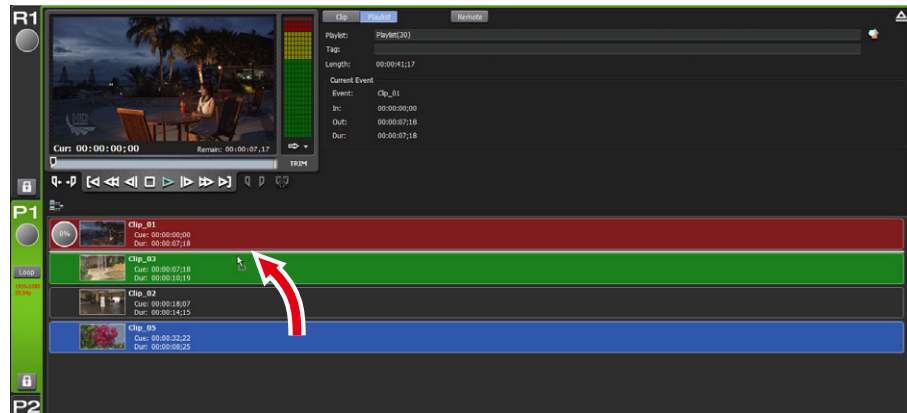 R1
Clip Playlist Remote
Playlist: Playlist(20)
Tag:
Length: 00:00:41;17
Current Event
Event: Clip_01
In: 00:00:00;00
Out: 00:00:07;18
Dur: 00:00:07;18
Cur: 00:00:00;00 Remain: 00:00:07,17
TRIM
P1
0%
Clip_01
Cue: 00:00:00;00
Dur: 00:00:07;18
Clip_03
Cue: 00:00:07;18
Dur: 00:00:10;19
Loop
Clip_02
Cue: 00:00:18;07
Dur: 00:00:14;15
Clip_05
Cue: 00:00:32;22
Dur: 00:00:08;25
P2